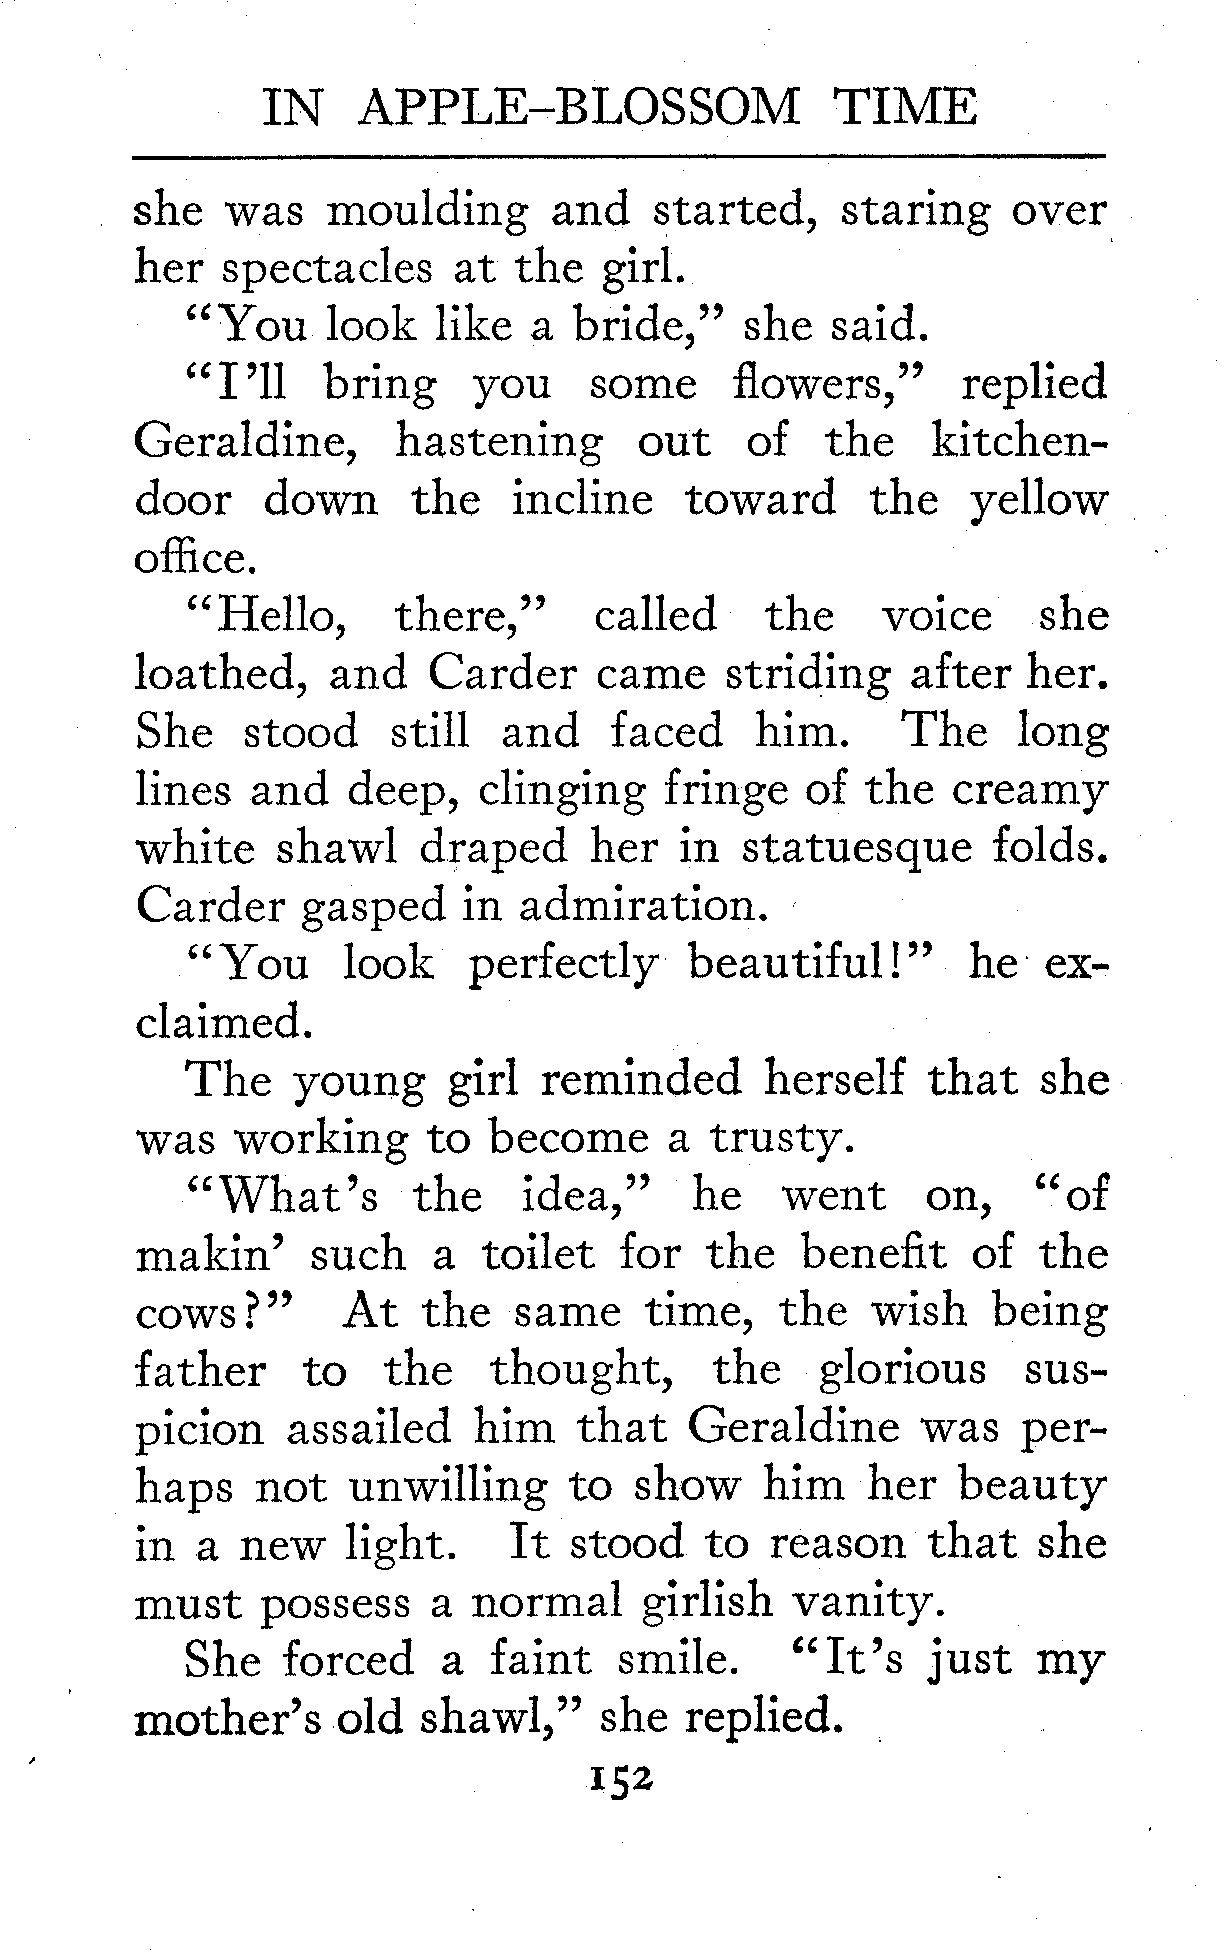 IN APPLE-BLOSSOM TIME
she was moulding and started, staring over
her spectacles at the girl.
“You look like a bride,” she said.
“I’ll bring you some flowers,” replied
Geraldine, hastening out of the kitchen-
door down the incline toward the yellow
office.
“Hello, there,” called the voice she
loathed, and Carder came striding after her.
She stood still and faced him. The long
lines and deep, clinging fringe of the creamy
white shawl draped her in statuesque folds.
Carder gasped in admiration.
“You look perfectly beautiful!” he ex-
claimed.
The young girl reminded herself that she
was working to become a trusty.
“What’s the idea,” he went on, “of
makin’ such a toilet for the benefit of the
cows?” At the same time, the wish being
father to the thought, the glorious sus-
picion assailed him that Geraldine was per-
haps not unwilling to show him her beauty
in a new light. It stood to reason that she
must possess a normal girlish vanity.
She forced a faint smile. “It’s just my
mother’s old shawl,” she replied.
152